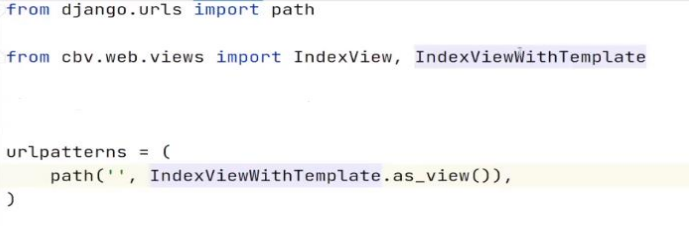 from django.urls import path
from cbv.web.views import IndexView, IndexViewWithTemplate
urlpatterns = (
    path('', IndexViewWithTemplate.as_view()),
)